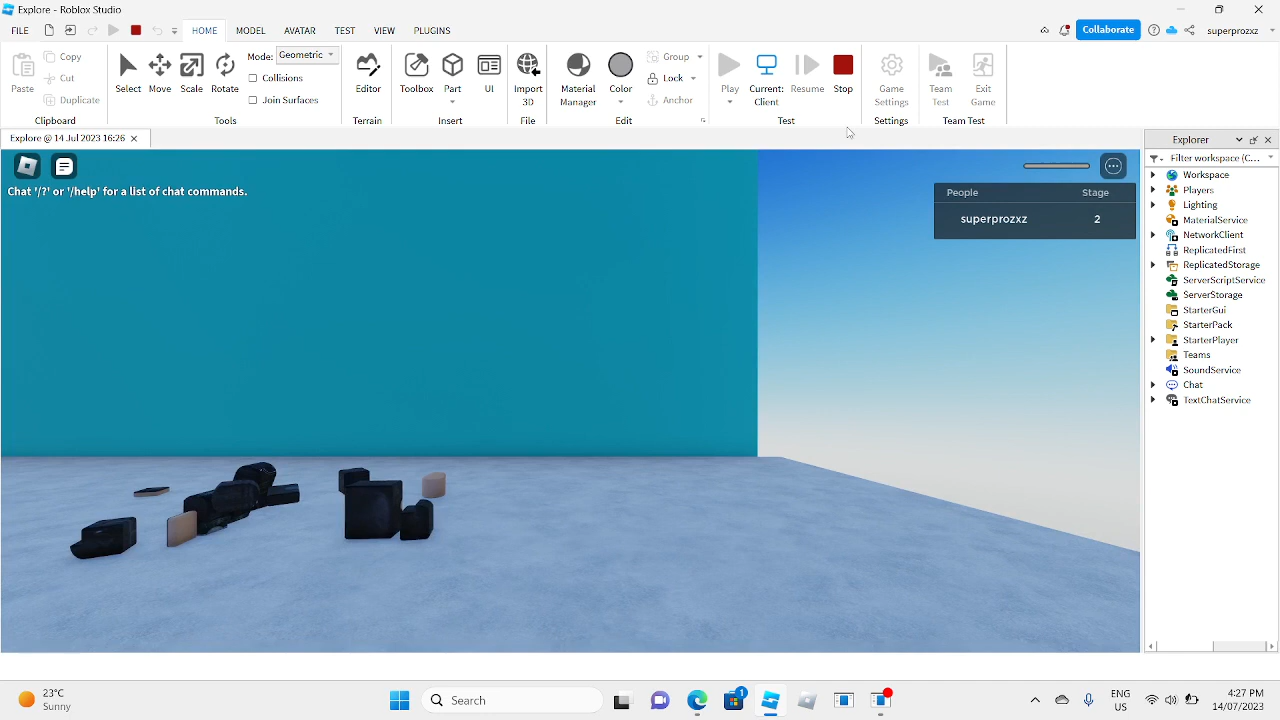 Explore - Roblox Studio
FILE HOME MODEL AVATAR TEST VIEW PLUGINS Collaborate superprozxz
Paste Copy Cut Duplicate
Clipboard
Select Move Scale Rotate Mode: Geometric Collisions Join Surfaces
Tools
Editor
Terrain
Toolbox Part UI
Insert
Import 3D
File
Material Manager Color Group Lock Anchor
Edit
Play Current: Client Resume Stop
Test
Game Settings
Settings
Team Test Exit Game
Team Test
Explore @ 14 Jul 2023 16:26
Chat '/?' or '/help' for a list of chat commands.
People Stage
superprozxz 2
Explorer
Filter workspace (C...
Workspace
Players
Lighting
MaterialService
NetworkClient
ReplicatedFirst
ReplicatedStorage
ServerScriptService
ServerStorage
StarterGui
StarterPack
StarterPlayer
Teams
SoundService
Chat
TextChatService
23°C
Sunny
Search
1
ENG
US
4:27 PM
14/07/2023